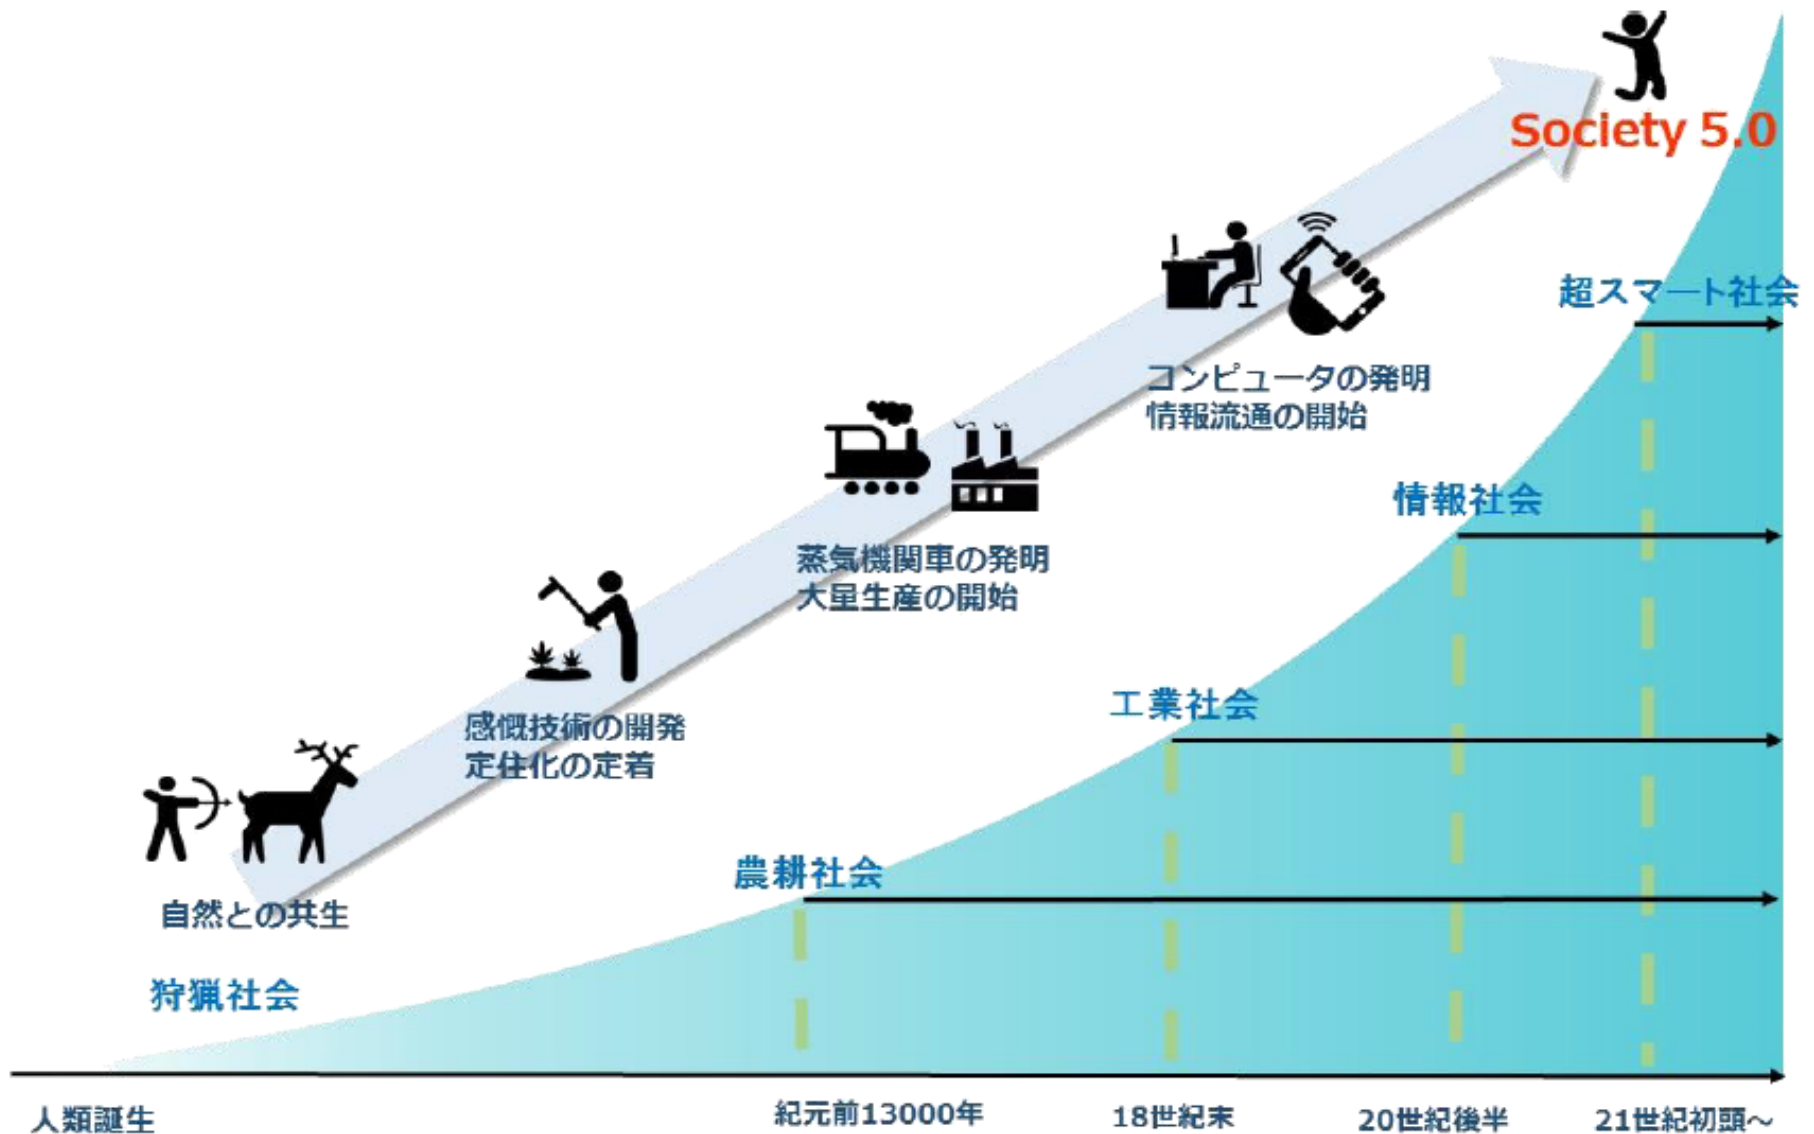 Society 5.0
超スマート社会
コンピュータの発明
情報流通の開始
情報社会
蒸気機関車の発明
大量生産の開始
工業社会
感慨技術の開発
定住化の定着
農耕社会
自然との共生
狩猟社会
人類誕生
紀元前13000年
18世紀末
20世紀後半
21世紀初頭～